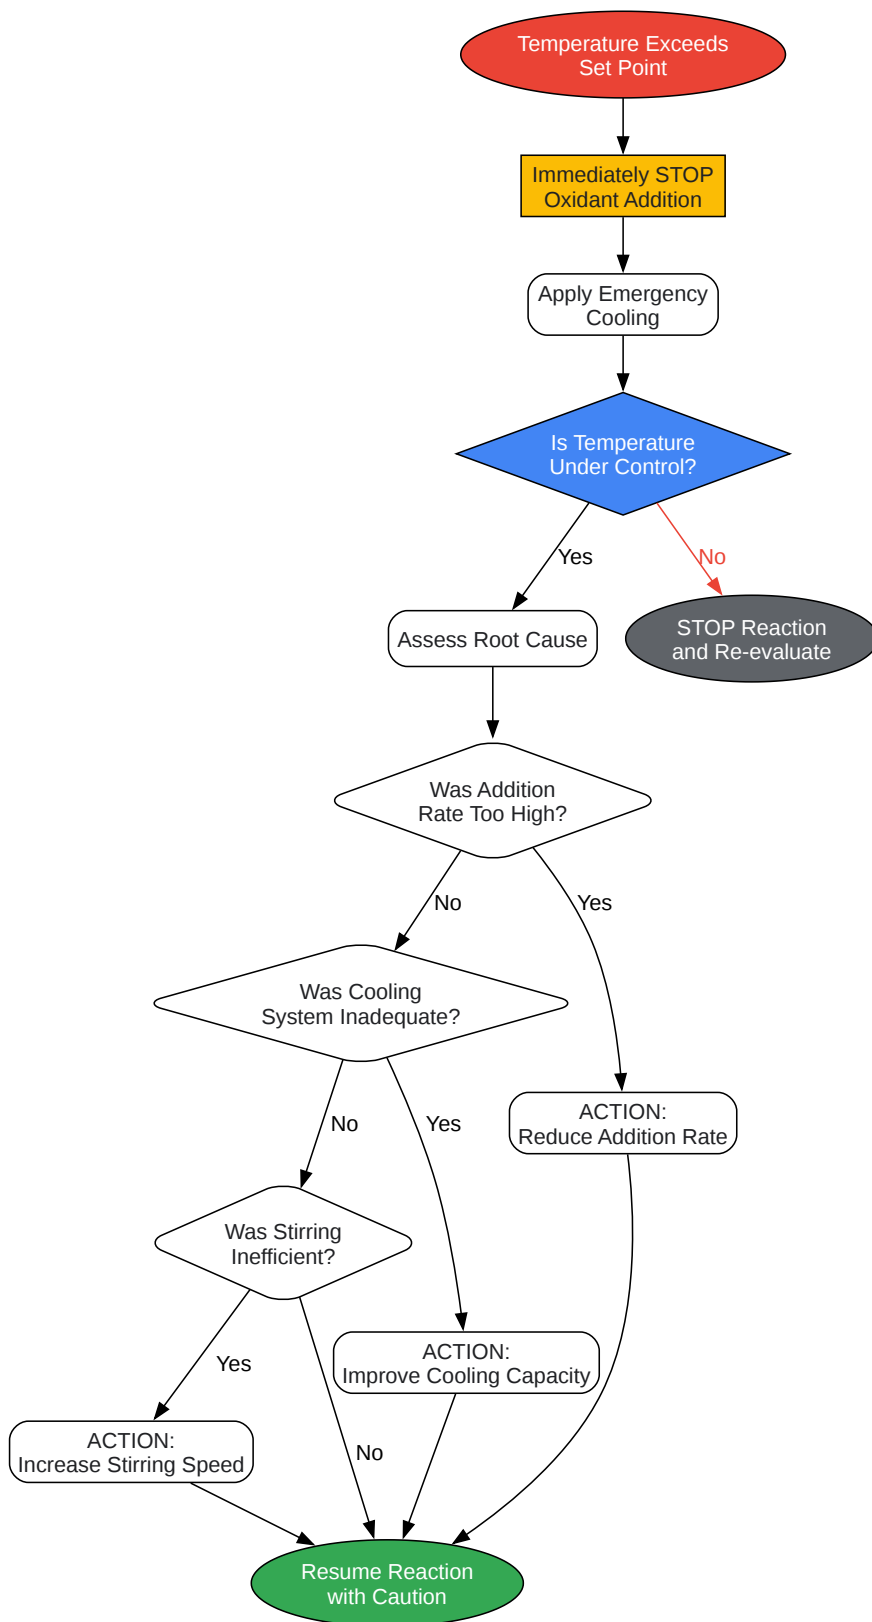 Temperature Exceeds
Set Point
Immediately STOP
Oxidant Addition
Apply Emergency
Cooling
Is Temperature
Under Control?
Yes
No
Assess Root Cause
STOP Reaction
and Re-evaluate
Was Addition
Rate Too High?
No
Yes
Was Cooling
System Inadequate?
No
Yes
ACTION:
Reduce Addition Rate
Was Stirring
Inefficient?
Yes
ACTION:
Improve Cooling Capacity
ACTION:
Increase Stirring Speed
No
Resume Reaction
with Caution